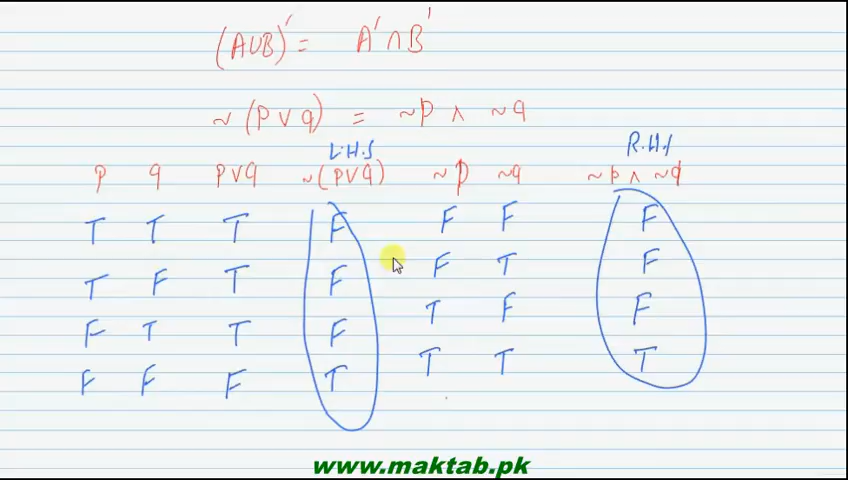 (A∪B)′ = A′ ∩ B′
~ (P ∨ q) = ~p ∧ ~q
L.H.S R.H.S
P q P∨q ~(P∨q) ~p ~q ~p ∧ ~q
T T T F F F F
T F T F F T F
F T T F T F F
F F F T T T T
www.maktab.pk